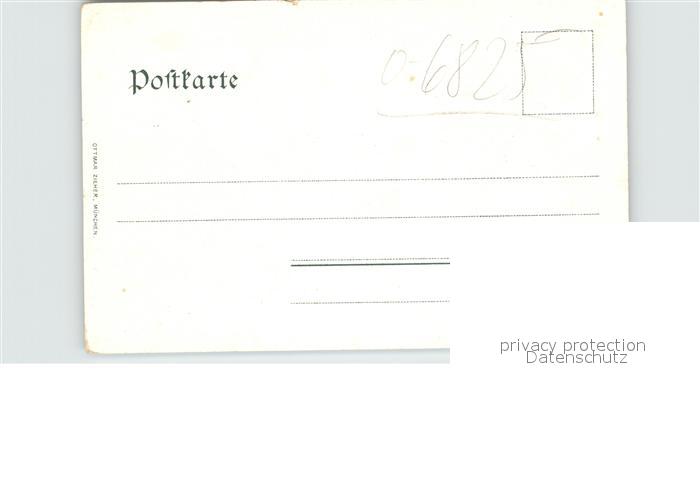 Poſtkarte
0-6825
OTTMAR ZIEHER, MÜNCHEN.
privacy protection
Datenschutz